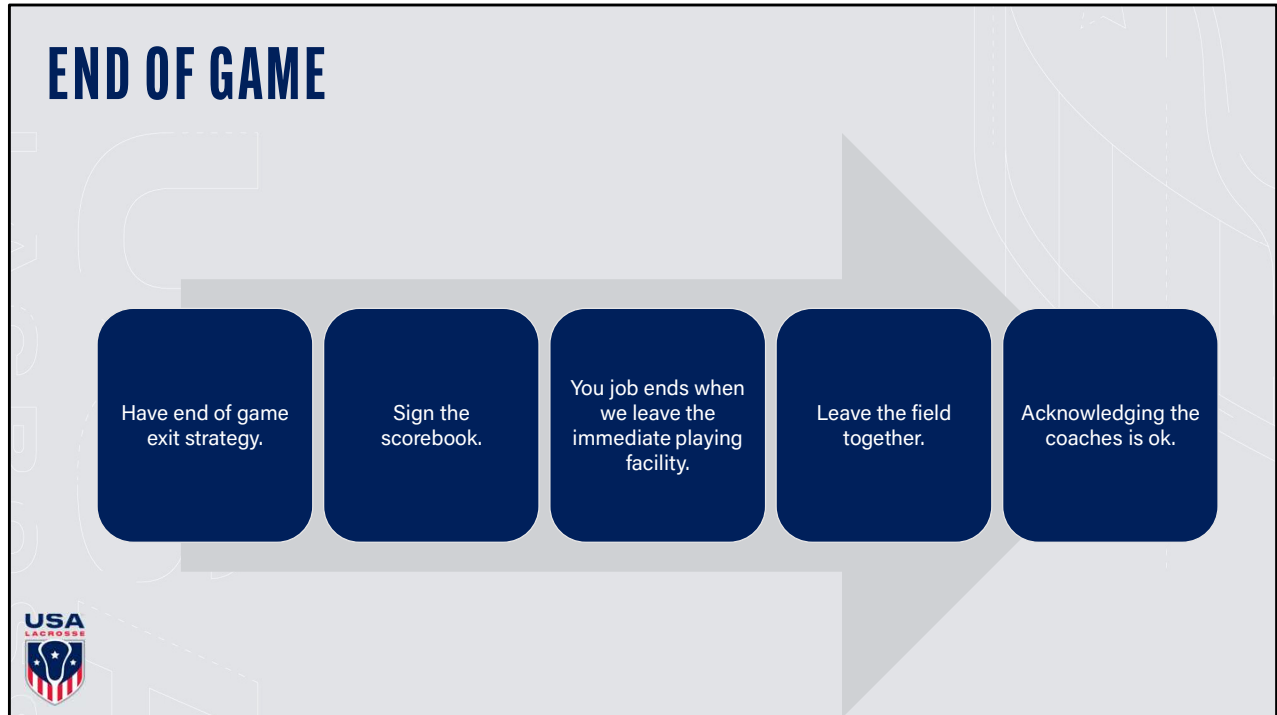 END OF GAME
Have end of game
exit strategy.
Sign the
scorebook.
You job ends when
we leave the
immediate playing
facility.
Leave the field
together.
Acknowledging the
coaches is ok.
USA
LACROSSE